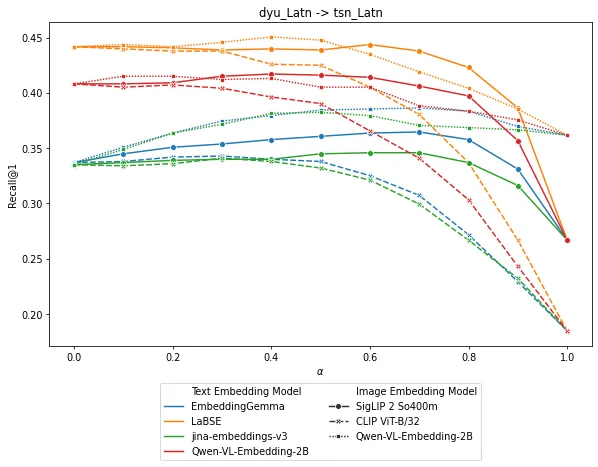 dyu_Latn -> tsn_Latn
0.45
0.40
0.35
0.30
0.25
0.20
Recall@1
0.0 0.2 0.4 0.6 0.8 1.0
α
Text Embedding Model
EmbeddingGemma
LaBSE
jina-embeddings-v3
Qwen-VL-Embedding-2B
Image Embedding Model
SigLIP 2 So400m
CLIP ViT-B/32
Qwen-VL-Embedding-2B